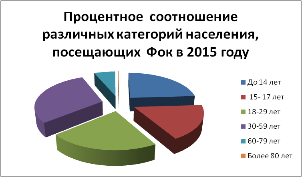 Процентное соотношение
различных категорий населения,
посещающих Фок в 2015 году
До 14 лет
15- 17 лет
18-29 лет
30-59 лет
60-79 лет
Более 80 лет